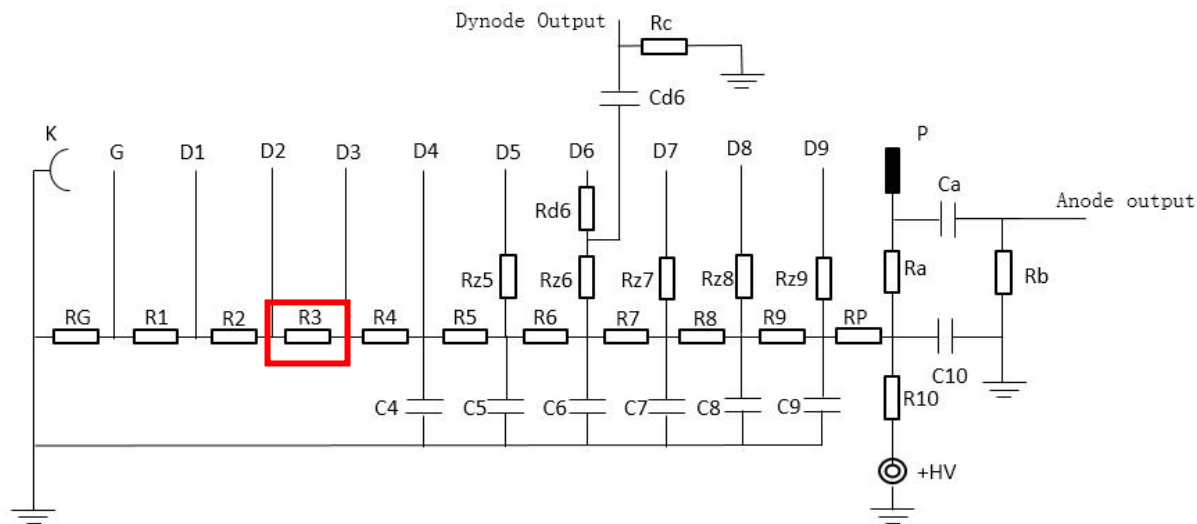 Dynode Output
Rc
Cd6
K
G
D1
D2
D3
D4
D5
D6
D7
D8
D9
P
Ca
Anode output
Rd6
Rz5
Rz6
Rz7
Rz8
Rz9
Ra
Rb
RG
R1
R2
R3
R4
R5
R6
R7
R8
R9
RP
C10
C4
C5
C6
C7
C8
C9
R10
+HV